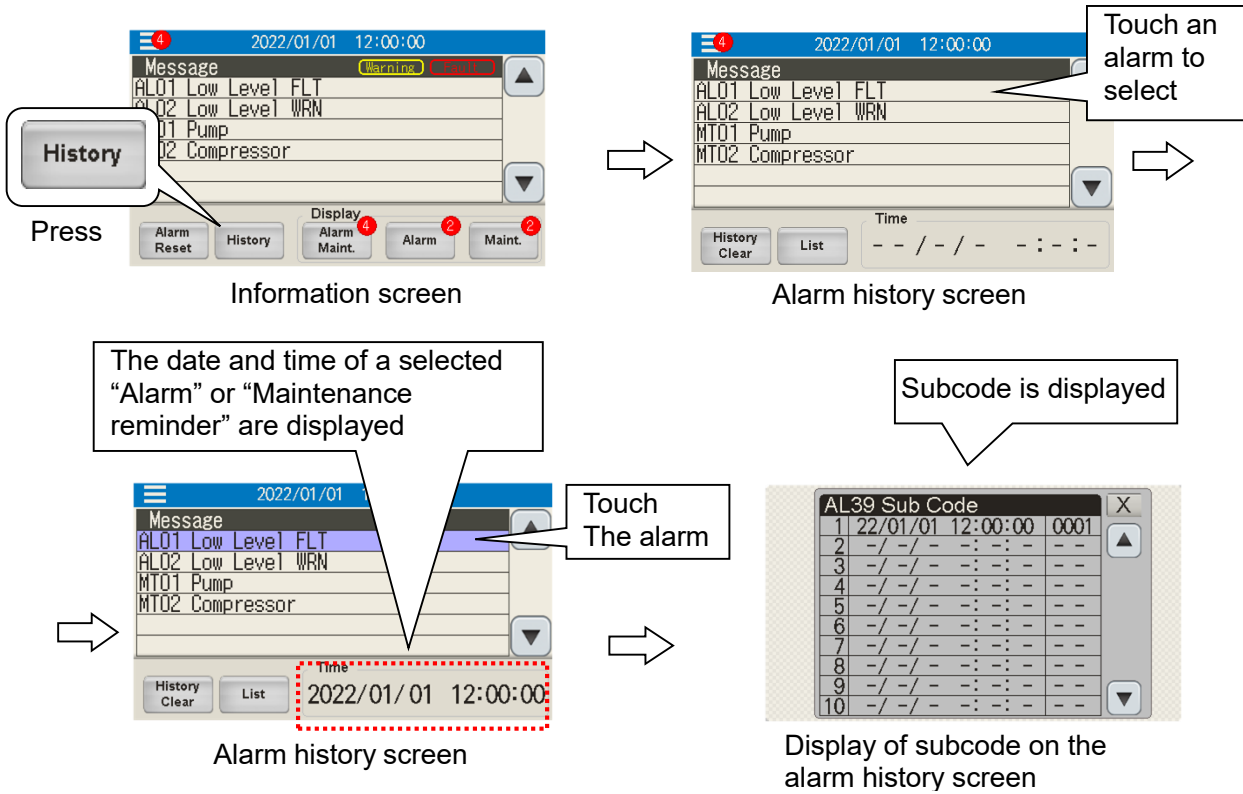 4
2022/01/01 12:00:00
Message
Warning
AL01 Low Level FLT
AL02 Low Level WRN
01 Pump
02 Compressor
History
Press
Display
Alarm Reset
History
Alarm Maint.
4
Alarm
2
Maint.
2
Information screen
4
2022/01/01 12:00:00
Touch an
alarm to
select
Message
AL01 Low Level FLT
AL02 Low Level WRN
MT01 Pump
MT02 Compressor
History
Clear
List
Time
- - / - / - - : - : -
Alarm history screen
The date and time of a selected
“Alarm” or “Maintenance
reminder” are displayed
2022/01/01 1
Message
AL01 Low Level FLT
AL02 Low Level WRN
MT01 Pump
MT02 Compressor
Touch
The alarm
History
Clear
List
Time
2022/01/01 12:00:00
Alarm history screen
Subcode is displayed
AL39 Sub Code X
1 22/01/01 12:00:00 0001
2 -/ -/ - -: -: - - -
3 -/ -/ - -: -: - - -
4 -/ -/ - -: -: - - -
5 -/ -/ - -: -: - - -
6 -/ -/ - -: -: - - -
7 -/ -/ - -: -: - - -
8 -/ -/ - -: -: - - -
9 -/ -/ - -: -: - - -
10 -/ -/ - -: -: - - -
Display of subcode on the
alarm history screen